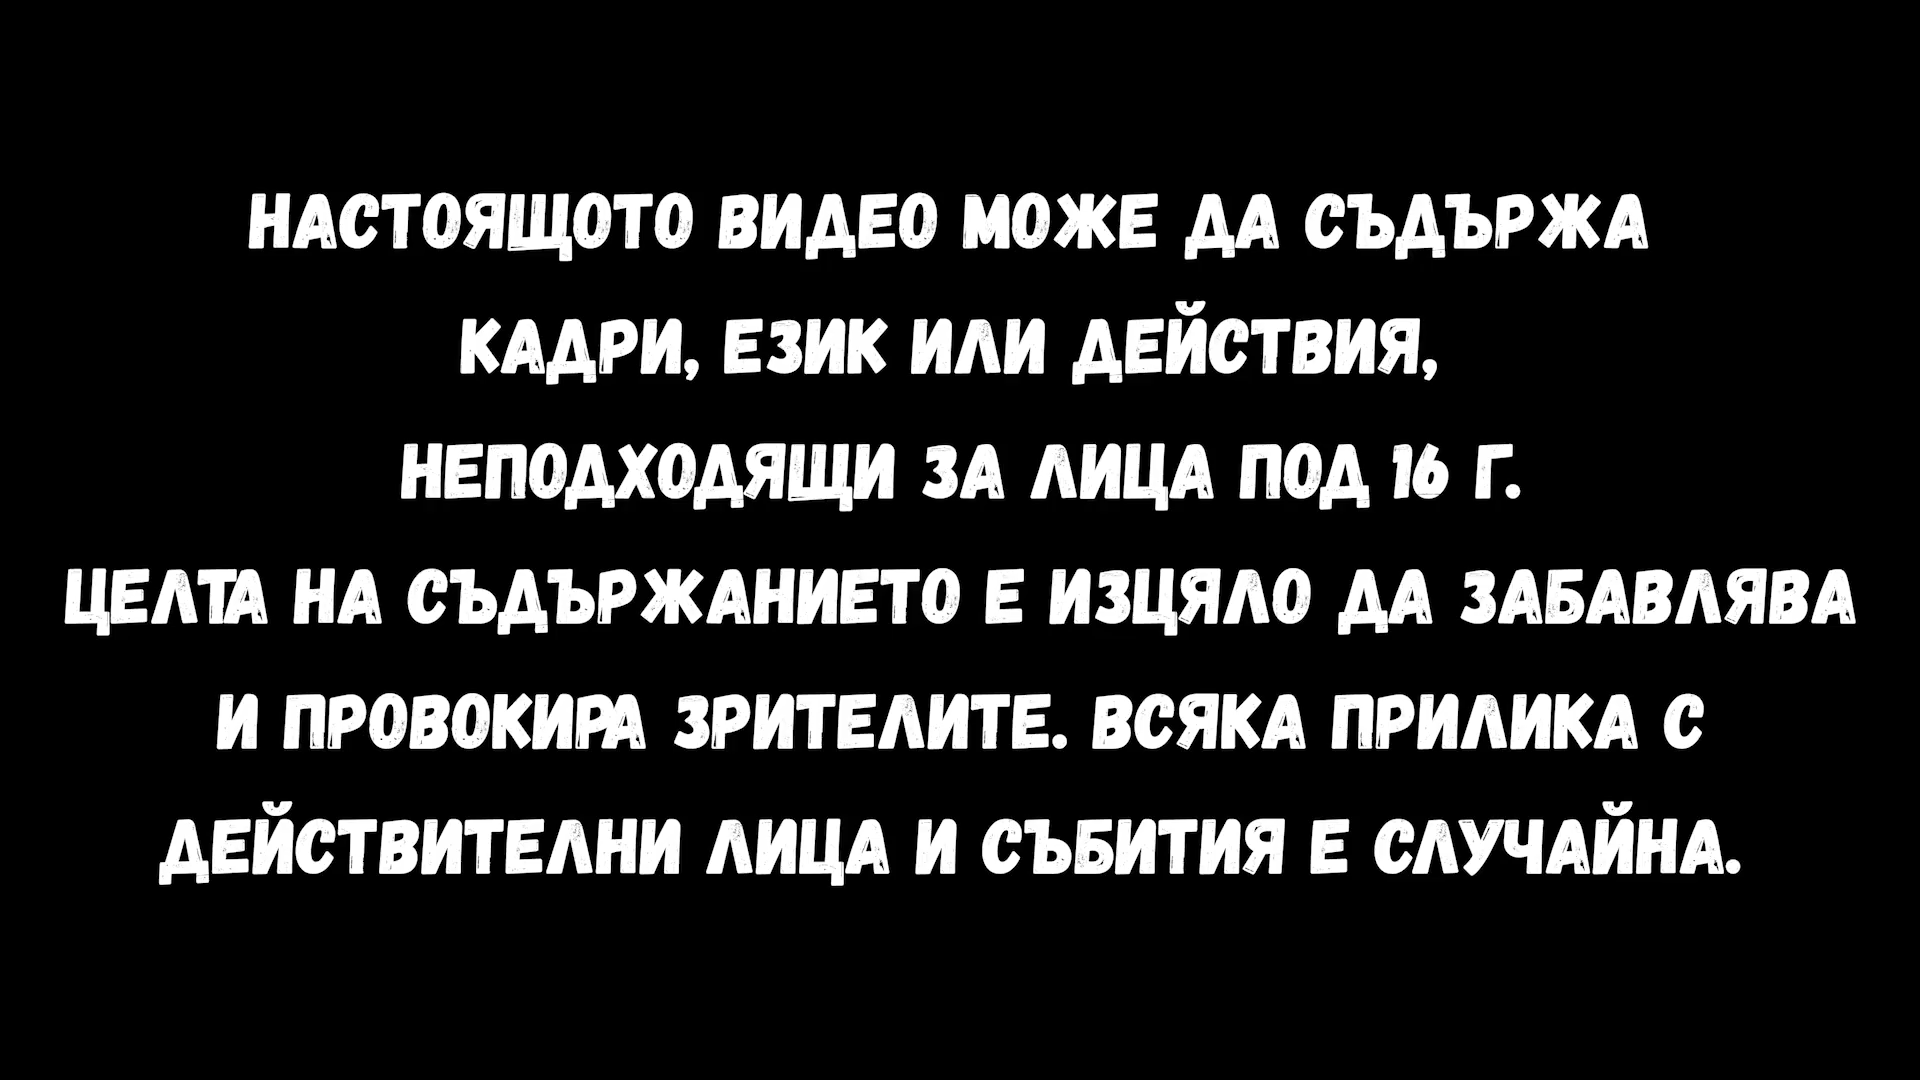 НАСТОЯЩОТО ВИДЕО МОЖЕ ДА СЪДЪРЖА
КАДРИ, ЕЗИК ИЛИ ДЕЙСТВИЯ,
НЕПОДХОДЯЩИ ЗА ЛИЦА ПОД 16 Г.
ЦЕЛТА НА СЪДЪРЖАНИЕТО Е ИЗЦЯЛО ДА ЗАБАВЛЯВА
И ПРОВОКИРА ЗРИТЕЛИТЕ. ВСЯКА ПРИЛИКА С
ДЕЙСТВИТЕЛНИ ЛИЦА И СЪБИТИЯ Е СЛУЧАЙНА.